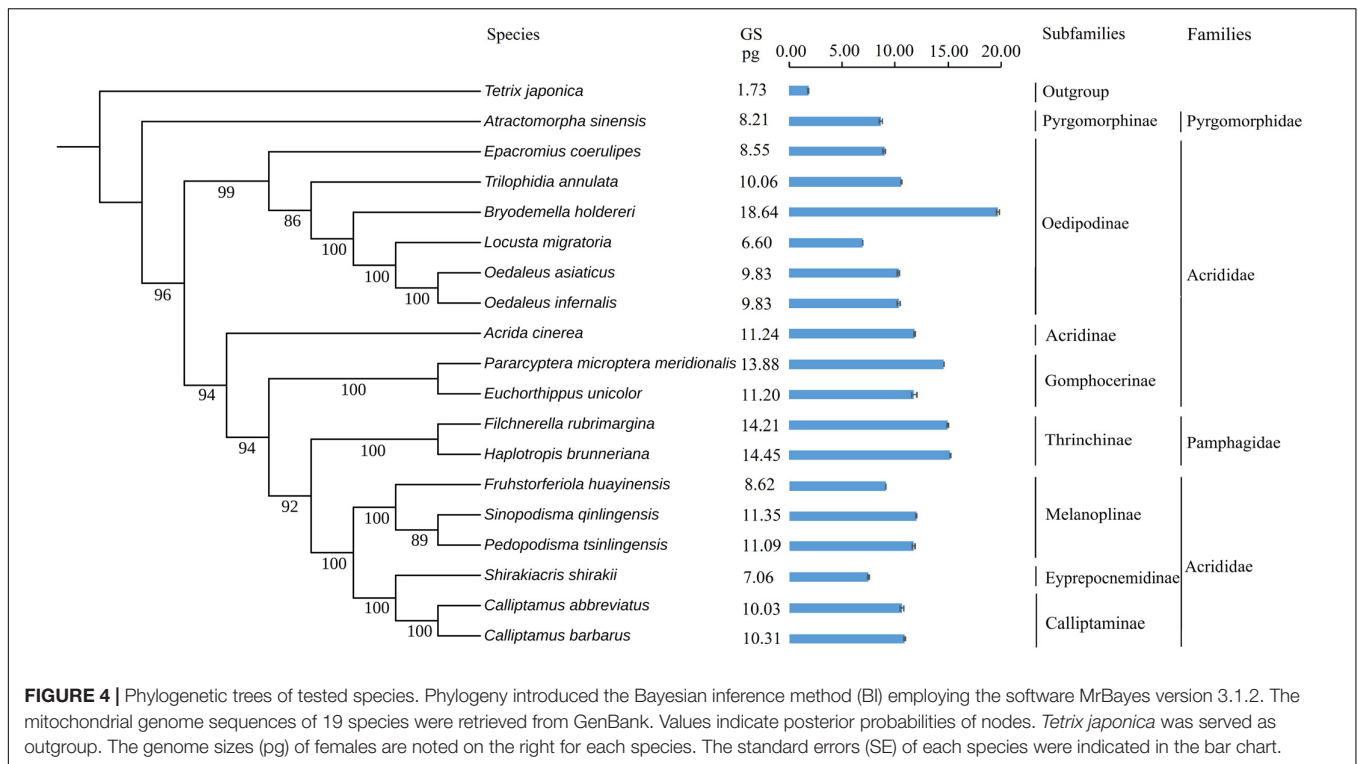 Species GS Subfamilies Families
pg 0.00 5.00 10.00 15.00 20.00
Tetrix japonica 1.73 Outgroup
Atractomorpha sinensis 8.21 Pyrgomorphinae Pyrgomorphidae
Epacromius coerulipes 8.55
99
Trilophidia annulata 10.06
86
Bryodemella holdereri 18.64
Oedipodinae
100
Locusta migratoria 6.60
100
Oedaleus asiaticus 9.83 Acrididae
96
100
Oedaleus infernalis 9.83
Acrida cinerea 11.24 Acridinae
Pararcyptera microptera meridionalis 13.88
94
100
Gomphocerinae
Euchorthippus unicolor 11.20
Filchnerella rubrimargina 14.21
94
100
Thrinchinae Pamphagidae
Haplotropis brunneriana 14.45
Fruhstorferiola huayinensis 8.62
92
100
Sinopodisma qinlingensis 11.35 Melanoplinae
89
Pedopodisma tsinlingensis 11.09
100
Acrididae
Shirakiacris shirakii 7.06 Eyprepocnemidinae
100
Calliptamus abbreviatus 10.03
Calliptaminae
100
Calliptamus barbarus 10.31
FIGURE 4 | Phylogenetic trees of tested species. Phylogeny introduced the Bayesian inference method (BI) employing the software MrBayes version 3.1.2. The
mitochondrial genome sequences of 19 species were retrieved from GenBank. Values indicate posterior probabilities of nodes. Tetrix japonica was served as
outgroup. The genome sizes (pg) of females are noted on the right for each species. The standard errors (SE) of each species were indicated in the bar chart.